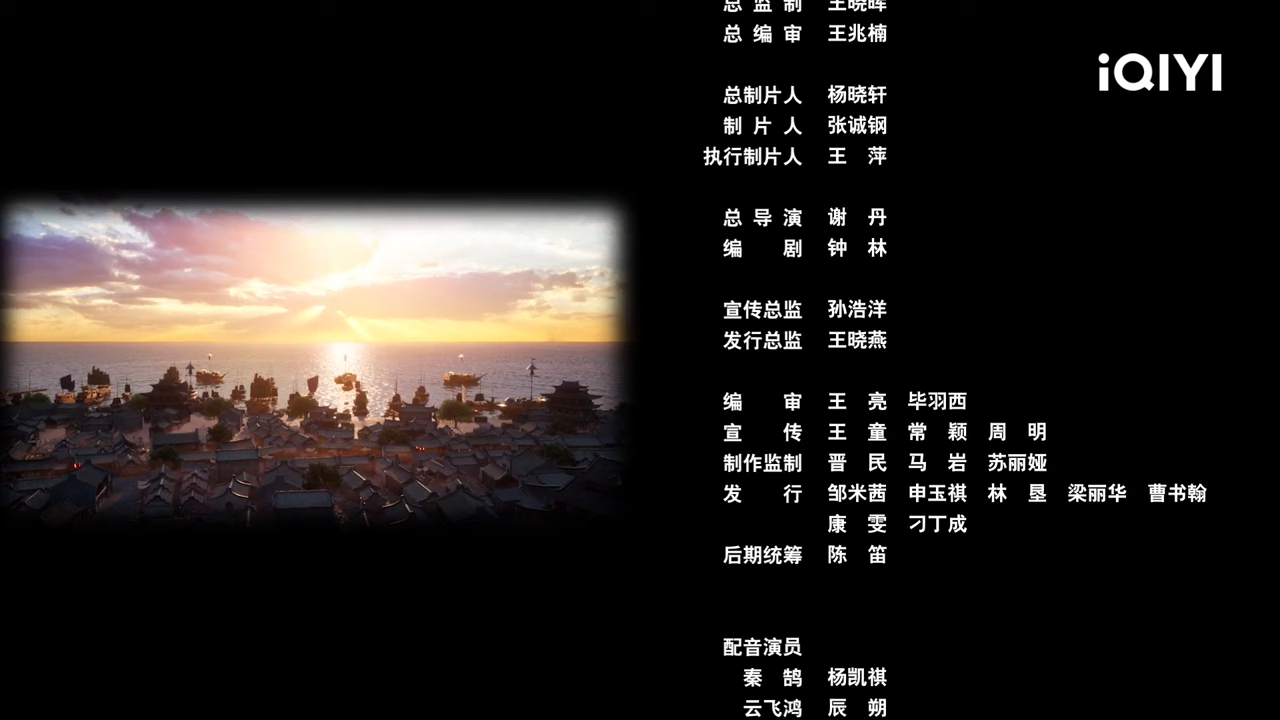 总监制 王晓晖
总编审 王兆楠
iQIYI
总制片人 杨晓轩
制片人 张诚钢
执行制片人 王萍
总导演 谢丹
编剧 钟林
宣传总监 孙浩洋
发行总监 王晓燕
编审 王亮 毕羽西
宣传 王童 常颖 周明
制作监制 晋民 马岩 苏丽娅
发行 邹米茜 申玉祺 林垦 梁丽华 曹书翰
康雯 刁丁成
后期统筹 陈笛
配音演员
秦鹄 杨凯祺
云飞鸿 辰朔